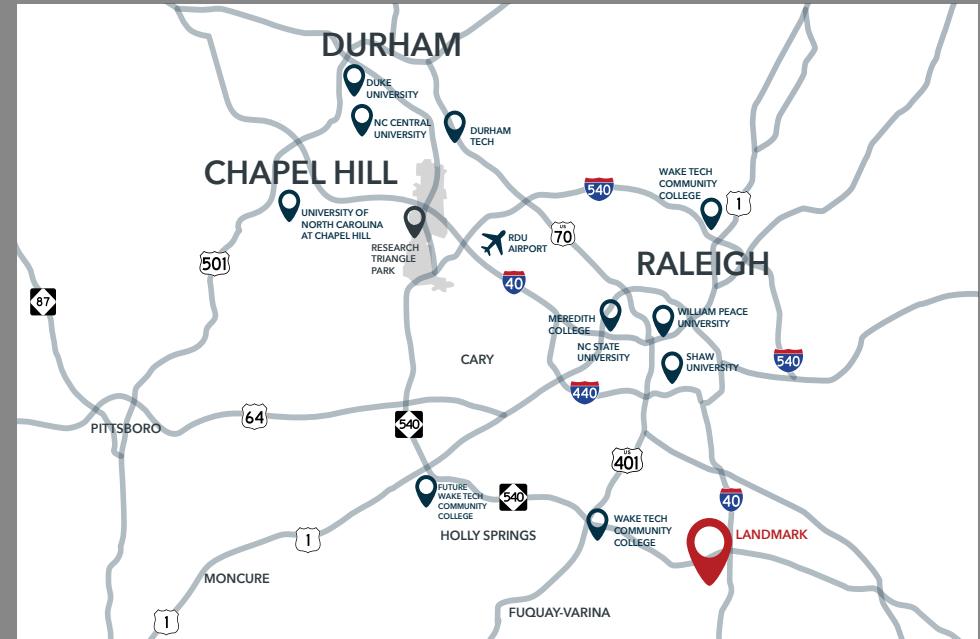 DURHAM
DUKE
UNIVERSITY
NC CENTRAL
UNIVERSITY
DURHAM
TECH
CHAPEL HILL
WAKE TECH
COMMUNITY
COLLEGE
540
1
UNIVERSITY OF
NORTH CAROLINA
AT CHAPEL HILL
RESEARCH
TRIANGLE
PARK
RDU
AIRPORT
US
70
501
RALEIGH
40
87
MEREDITH
COLLEGE
WILLIAM PEACE
UNIVERSITY
NC STATE
UNIVERSITY
SHAW
UNIVERSITY
540
CARY
440
64
PITTSBORO
540
US
401
FUTURE
WAKE TECH
COMMUNITY
COLLEGE
540
40
WAKE TECH
COMMUNITY
COLLEGE
LANDMARK
HOLLY SPRINGS
1
MONCURE
FUQUAY-VARINA
1